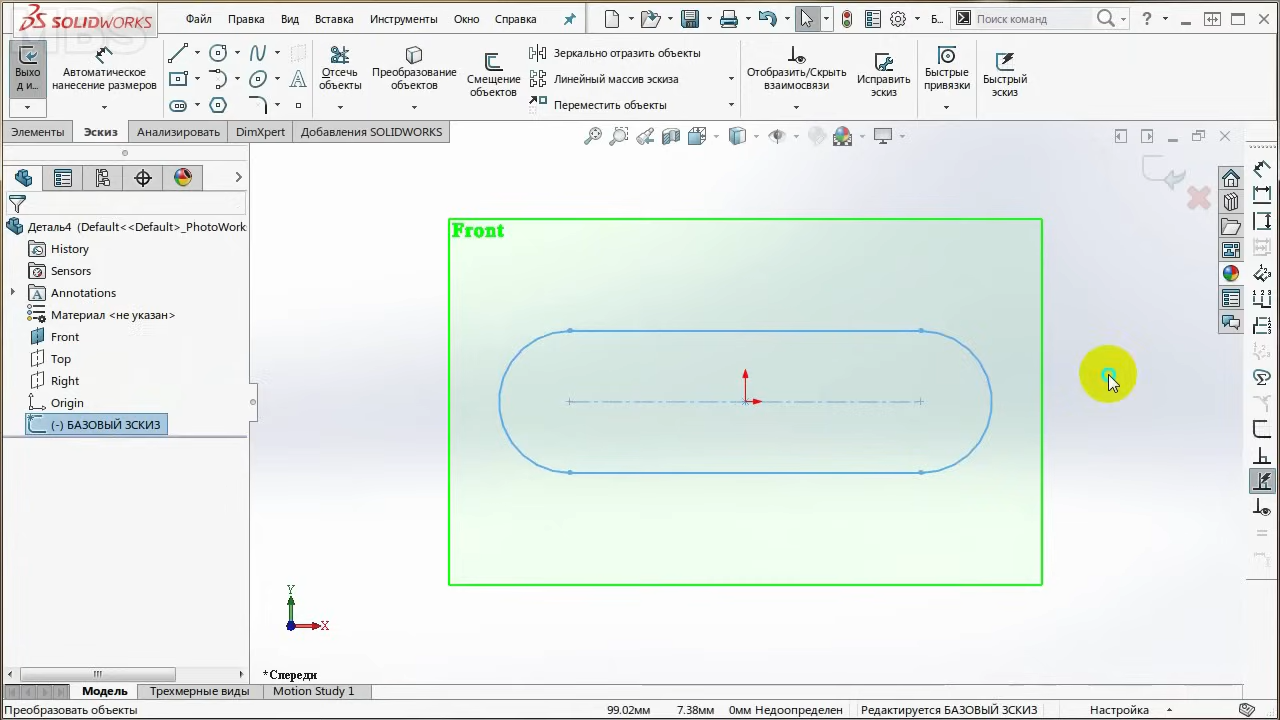 SOLIDWORKS
Файл Правка Вид Вставка Инструменты Окно Справка
Б...
Поиск команд
?
Выхо
д и...
Автоматическое
нанесение размеров
Отсечь
объекты
Преобразование
объектов
Смещение
объектов
Зеркально отразить объекты
Линейный массив эскиза
Переместить объекты
Отобразить/Скрыть
взаимосвязи
Исправить
эскиз
Быстрые
привязки
Быстрый
эскиз
Элементы Эскиз Анализировать DimXpert Добавления SOLIDWORKS
Деталь4 (Default<<Default>_PhotoWork
History
Sensors
Annotations
Материал <не указан>
Front
Top
Right
Origin
(-) БАЗОВЫЙ ЗСКИЗ
Front
Y
X
*Спереди
Модель Трехмерные виды Motion Study 1
Преобразовать объекты 99.02мм 7.38мм 0мм Недоопределен Редактируется БАЗОВЫЙ ЗСКИЗ Настройка